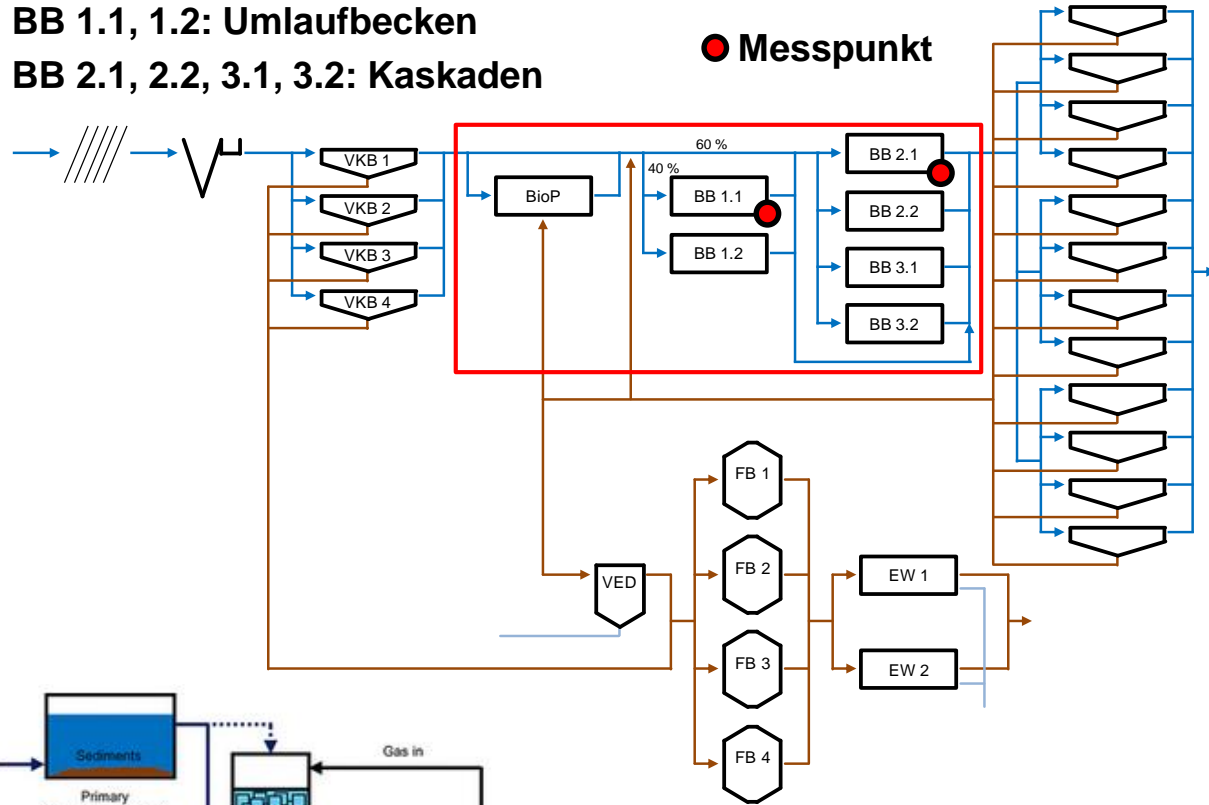 BB 1.1, 1.2: Umlaufbecken
BB 2.1, 2.2, 3.1, 3.2: Kaskaden
Messpunkt
VKB 1
VKB 2
VKB 3
VKB 4
BioP
60 %
40 %
BB 1.1
BB 1.2
BB 2.1
BB 2.2
BB 3.1
BB 3.2
VED
FB 1
FB 2
FB 3
FB 4
EW 1
EW 2
Sediments
Primary
Gas in